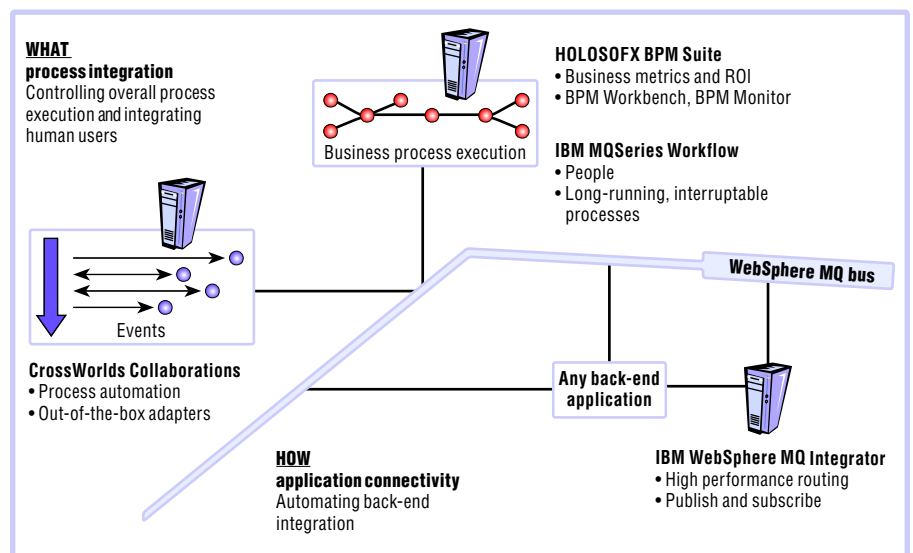 WHAT
process integration
Controlling overall process
execution and integrating
human users
Business process execution
HOLOSOFX BPM Suite
• Business metrics and ROI
• BPM Workbench, BPM Monitor
IBM MQSeries Workflow
• People
• Long-running, interruptable
processes
Events
CrossWorlds Collaborations
• Process automation
• Out-of-the-box adapters
WebSphere MQ bus
Any back-end
application
HOW
application connectivity
Automating back-end
integration
IBM WebSphere MQ Integrator
• High performance routing
• Publish and subscribe